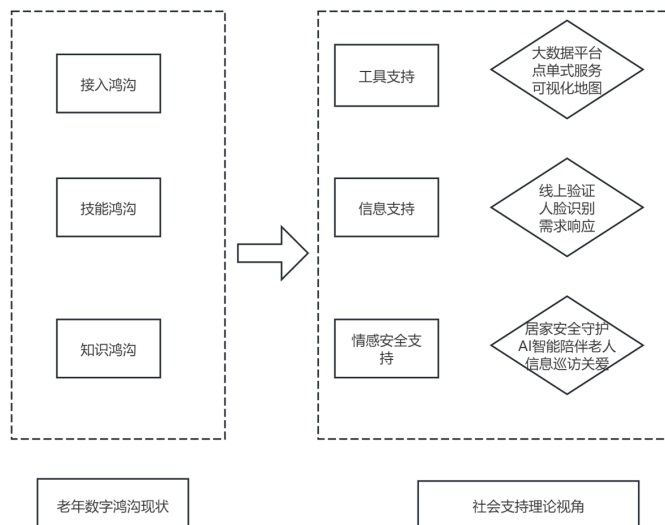 接入鸿沟
工具支持
大数据平台
点单式服务
可视化地图
技能鸿沟
信息支持
线上验证
人脸识别
需求响应
知识鸿沟
情感安全支
持
居家安全守护
AI智能陪伴老人
信息巡访关爱
老年数字鸿沟现状
社会支持理论视角